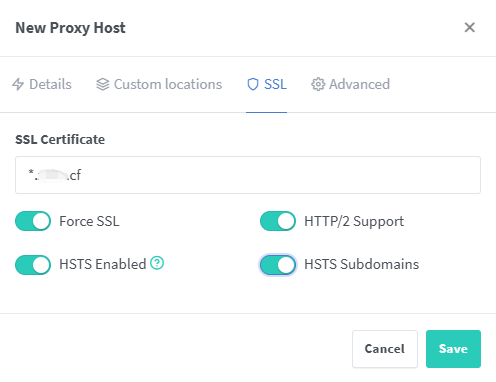 New Proxy Host
Details Custom locations SSL Advanced
SSL Certificate
*. .cf
Force SSL HTTP/2 Support
HSTS Enabled HSTS Subdomains
Cancel Save